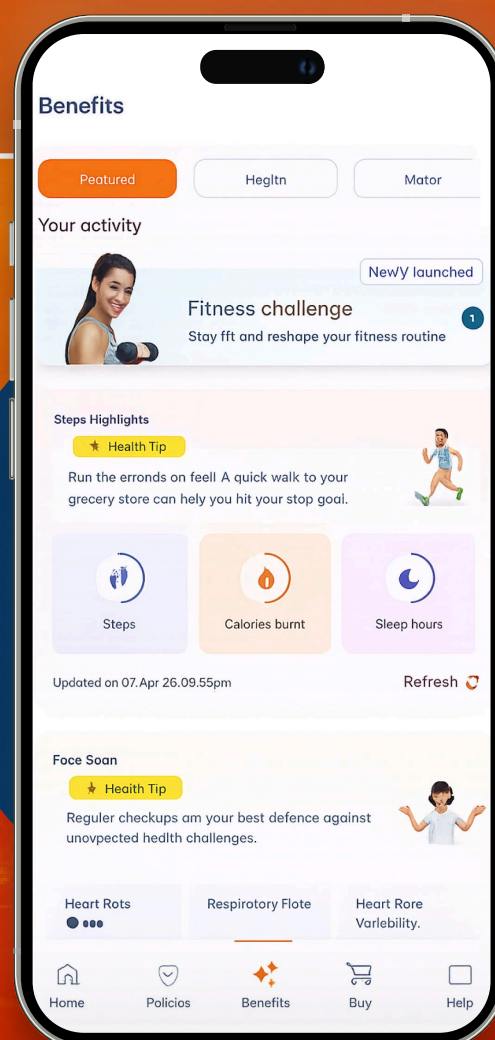 Benefits
Peatured
Hegltn
Mator
Your activity
NewY launched
Fitness challenge
Stay fft and reshape your fitness routine
1
Steps Highlights
Health Tip
Run the erronds on feell A quick walk to your
grecery store can hely you hit your stop goai.
Steps
Calories burnt
Sleep hours
Updated on 07.Apr 26.09.55pm
Refresh
Foce Soan
Heaith Tip
Reguler checkups am your best defence against
unovpected hedlth challenges.
Heart Rots
Respirotory Flote
Heart Rore
Varlebility.
Home
Policios
Benefits
Buy
Help